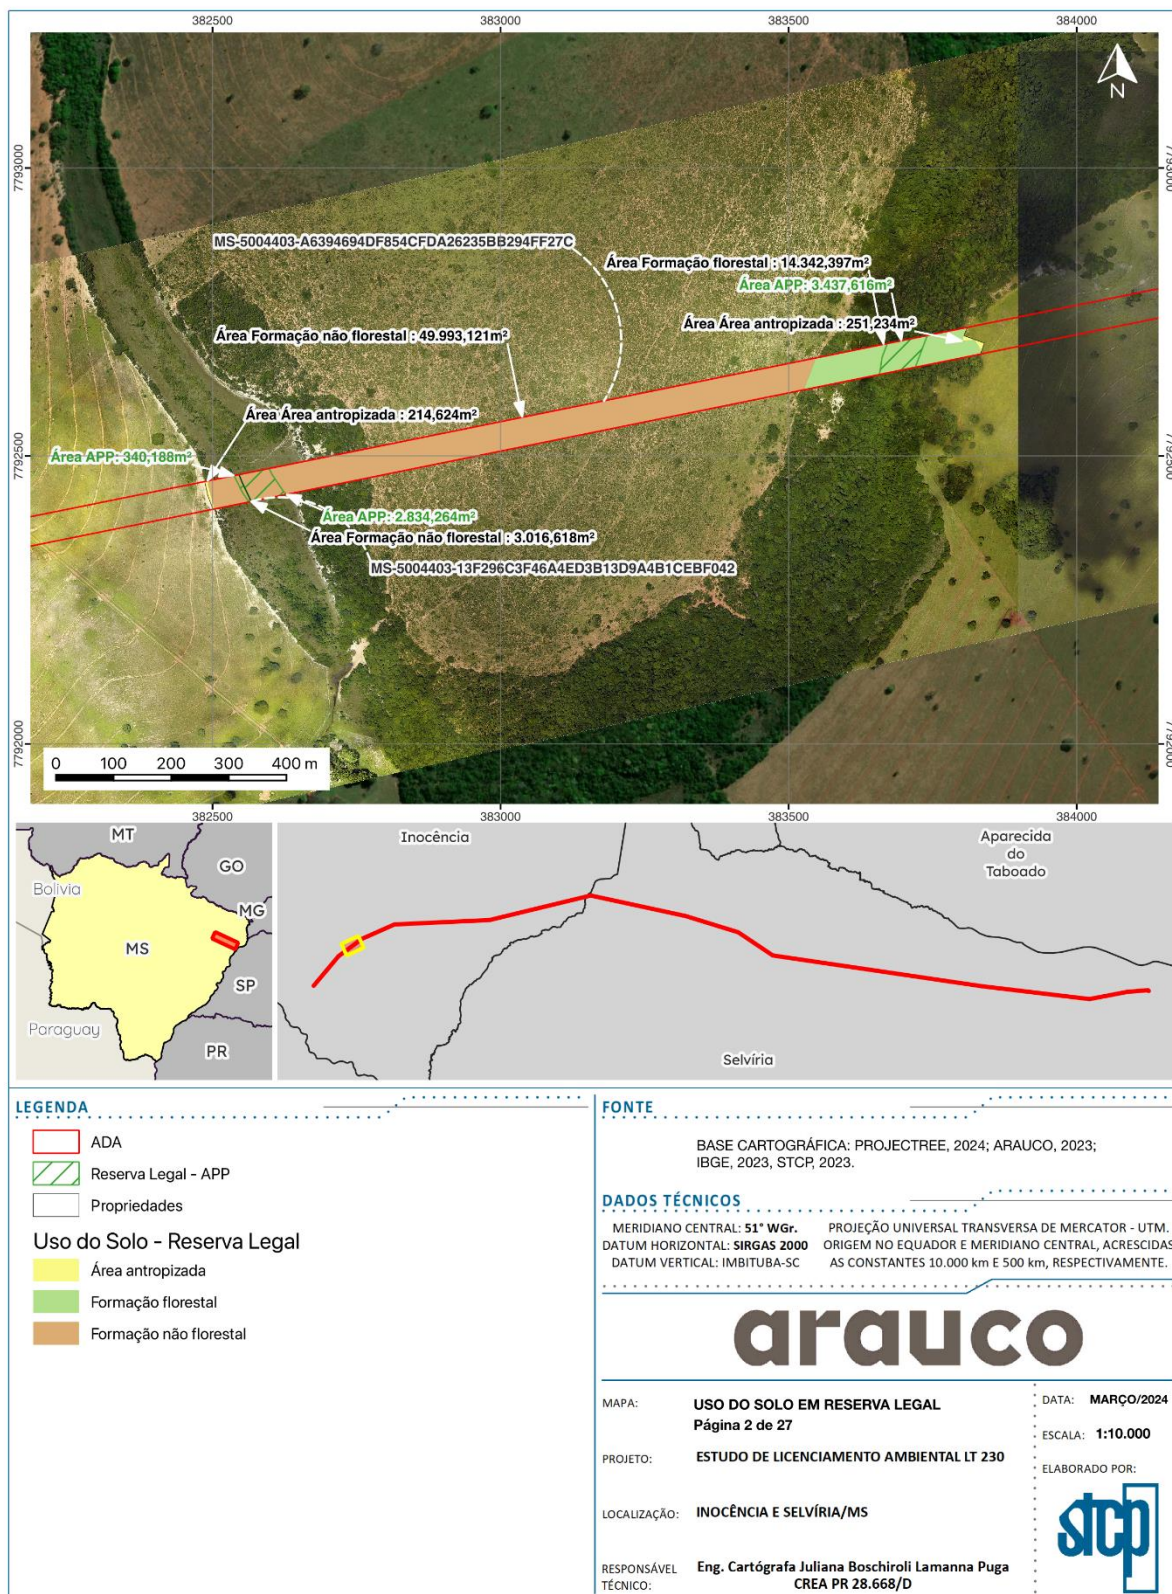 382500
383000
383500
384000
7793000
7793000
N
MS-5004403-A6394694DF854CFDA26235BB294FF27C
Área Formação florestal : 14.342,397m²
Área APP: 3.437,616m²
Área Área antropizada : 251,234m²
Área Formação não florestal : 49.993,121m²
Área Área antropizada : 214,624m²
Área APP: 340,188m²
7792500
7792500
Área APP: 2.834,264m²
Área Formação não florestal : 3.016,618m²
MS-5004403-13F296C3F46A4ED3B13D9A4B1CEBF042
7792000
7792000
0 100 200 300 400 m
382500
383000
383500
384000
MT
GO
Bolivia
MG
MS
SP
Paraguay
PR
Inocência
Aparecida
do
Taboado
Selvíria
LEGENDA
ADA
Reserva Legal - APP
Propriedades
Uso do Solo - Reserva Legal
Área antropizada
Formação florestal
Formação não florestal
FONTE
BASE CARTOGRÁFICA: PROJECTREE, 2024; ARAUCO, 2023;
IBGE, 2023, STCP, 2023.
DADOS TÉCNICOS
MERIDIANO CENTRAL: 51° WGr.
DATUM HORIZONTAL: SIRGAS 2000
DATUM VERTICAL: IMBITUBA-SC
PROJEÇÃO UNIVERSAL TRANSVERSA DE MERCATOR - UTM.
ORIGEM NO EQUADOR E MERIDIANO CENTRAL, ACRESCIDAS
AS CONSTANTES 10.000 km E 500 km, RESPECTIVAMENTE.
arauco
MAPA: USO DO SOLO EM RESERVA LEGAL
Página 2 de 27
PROJETO: ESTUDO DE LICENCIAMENTO AMBIENTAL LT 230
LOCALIZAÇÃO: INOCÊNCIA E SELVÍRIA/MS
RESPONSÁVEL
TÉCNICO:
Eng. Cartógrafa Juliana Boschiroli Lamanna Puga
CREA PR 28.668/D
DATA: MARÇO/2024
ESCALA: 1:10.000
ELABORADO POR:
stcp